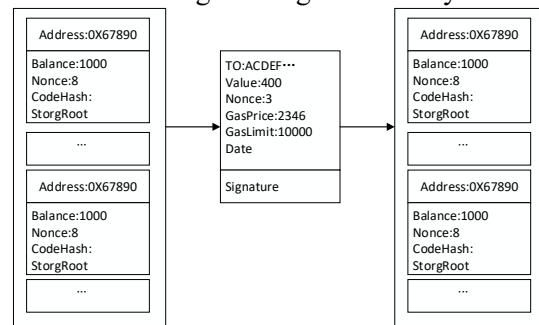 Address:0X67890
Balance:1000
Nonce:8
CodeHash:
StorgRoot
...
Address:0X67890
Balance:1000
Nonce:8
CodeHash:
StorgRoot
...
TO:ACDEF···
Value:400
Nonce:3
GasPrice:2346
GasLimit:10000
Date
Signature
Address:0X67890
Balance:1000
Nonce:8
CodeHash:
StorgRoot
...
Address:0X67890
Balance:1000
Nonce:8
CodeHash:
StorgRoot
...